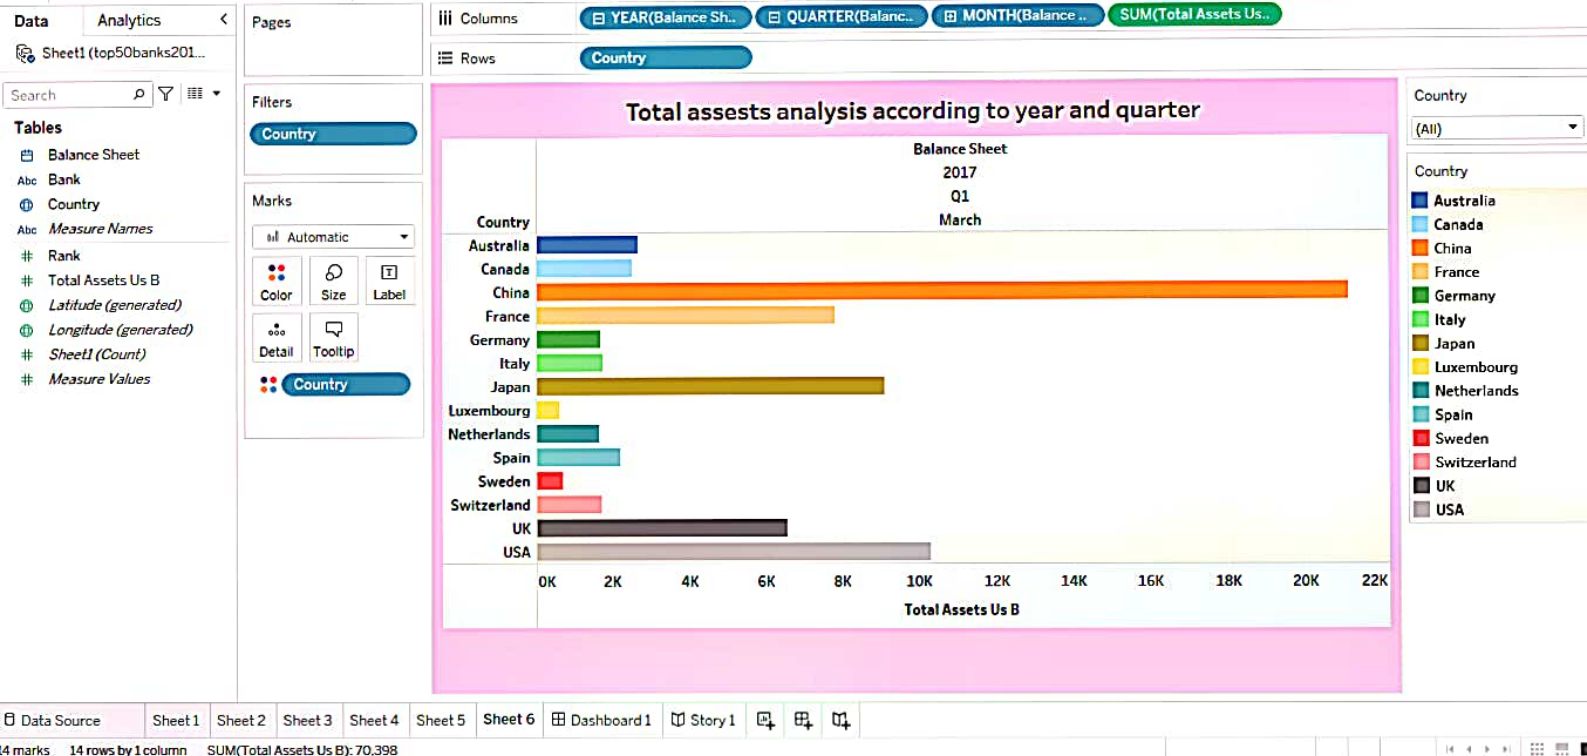 Data
Analytics
Sheet1 (top50banks201...
Search
Tables
Balance Sheet
Abc Bank
Country
Abc Measure Names
# Rank
# Total Assets Us B
Latitude (generated)
Longitude (generated)
# Sheet1 (Count)
# Measure Values
Pages
Filters
Country
Marks
Automatic
Color
Size
T
Label
Detail
Tooltip
Country
Columns
YEAR(Balance Sh..
QUARTER(Balanc..
MONTH(Balance ..
SUM(Total Assets Us..
Rows
Country
Total assests analysis according to year and quarter
Balance Sheet
2017
Q1
March
Country
Australia
Canada
China
France
Germany
Italy
Japan
Luxembourg
Netherlands
Spain
Sweden
Switzerland
UK
USA
0K 2K 4K 6K 8K 10K 12K 14K 16K 18K 20K 22K
Total Assets Us B
Country
(All)
Country
Australia
Canada
China
France
Germany
Italy
Japan
Luxembourg
Netherlands
Spain
Sweden
Switzerland
UK
USA
Data Source
Sheet 1
Sheet 2
Sheet 3
Sheet 4
Sheet 5
Sheet 6
Dashboard 1
Story 1
14 marks 14 rows by 1 column SUM(Total Assets Us B): 70,398